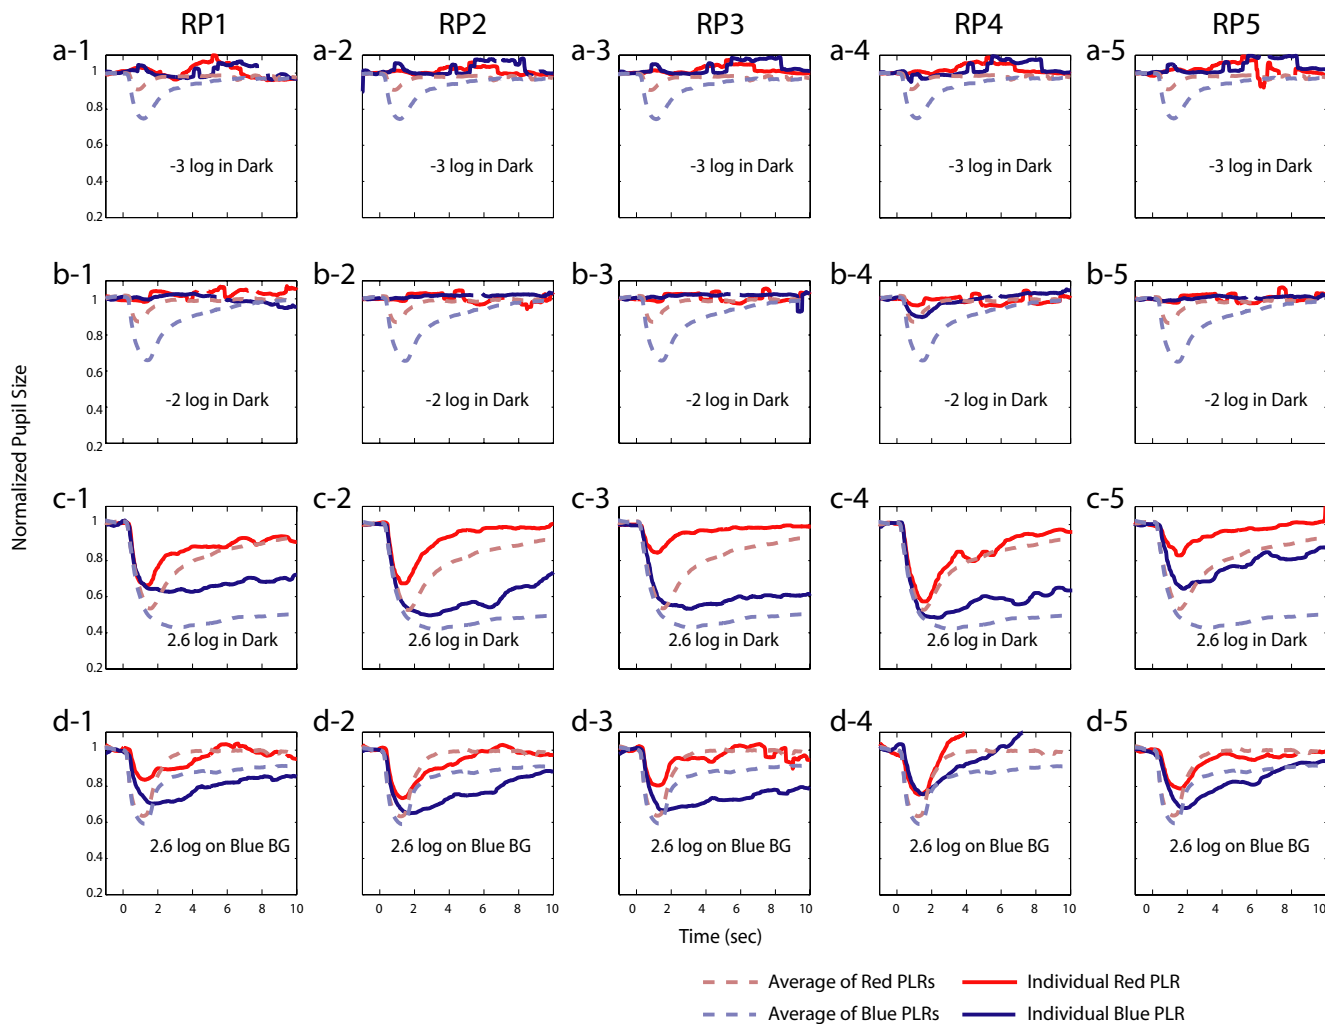 RP1 RP2 RP3 RP4 RP5
a-1 a-2 a-3 a-4 a-5
1
0.8
0.6
0.4
0.2
-3 log in Dark -3 log in Dark -3 log in Dark -3 log in Dark -3 log in Dark
b-1 b-2 b-3 b-4 b-5
1
0.8
0.6
0.4
0.2
-2 log in Dark -2 log in Dark -2 log in Dark -2 log in Dark -2 log in Dark
Normalized Pupil Size
c-1 c-2 c-3 c-4 c-5
1
0.8
0.6
0.4
0.2
2.6 log in Dark 2.6 log in Dark 2.6 log in Dark 2.6 log in Dark 2.6 log in Dark
d-1 d-2 d-3 d-4 d-5
1
0.8
0.6
0.4
0.2
2.6 log on Blue BG 2.6 log on Blue BG 2.6 log on Blue BG 2.6 log on Blue BG 2.6 log on Blue BG
0 2 4 6 8 10 0 2 4 6 8 10 0 2 4 6 8 10 0 2 4 6 8 10 0 2 4 6 8 10
Time (sec)
Average of Red PLRs Individual Red PLR
Average of Blue PLRs Individual Blue PLR